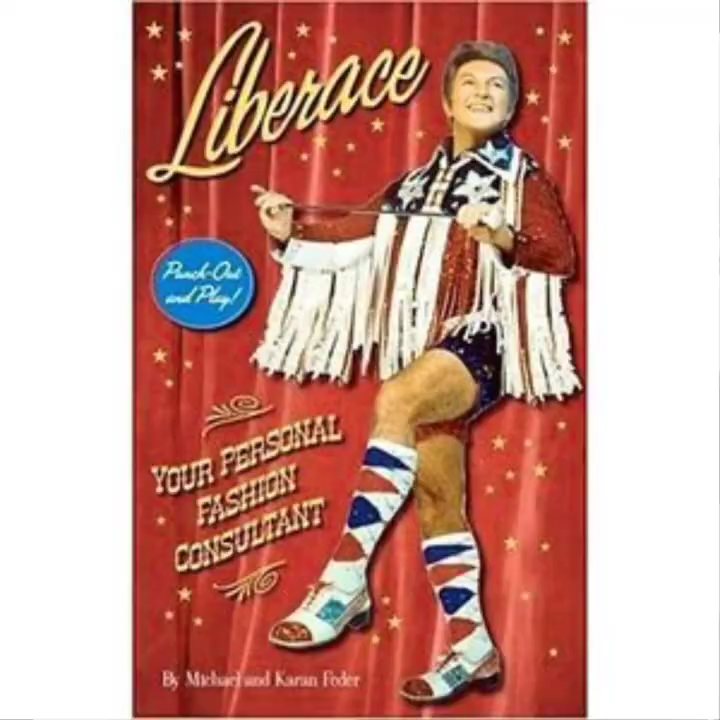 Liberace
Punch-Out
and Play!
YOUR PERSONAL
FASHION
CONSULTANT
By Michael and Karan Feder